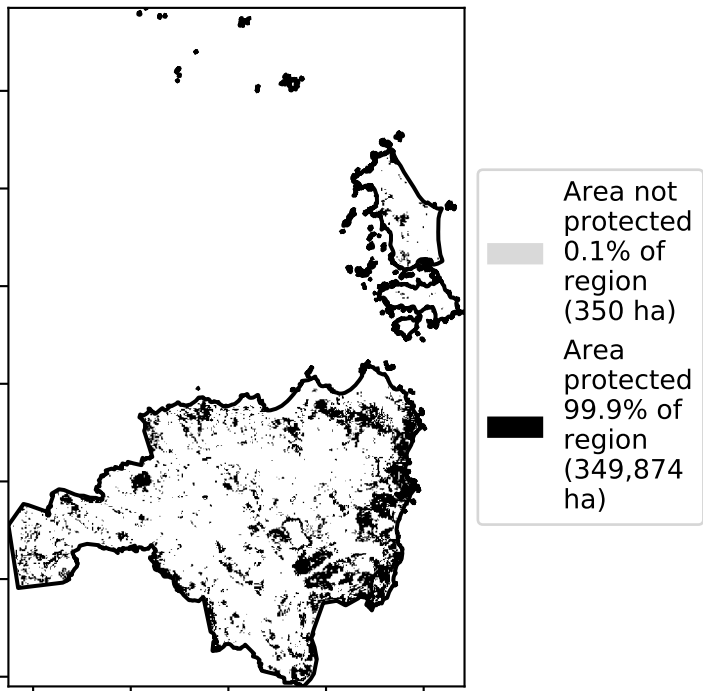 Area not
protected
0.1% of
region
(350 ha)
Area
protected
99.9% of
region
(349,874
ha)